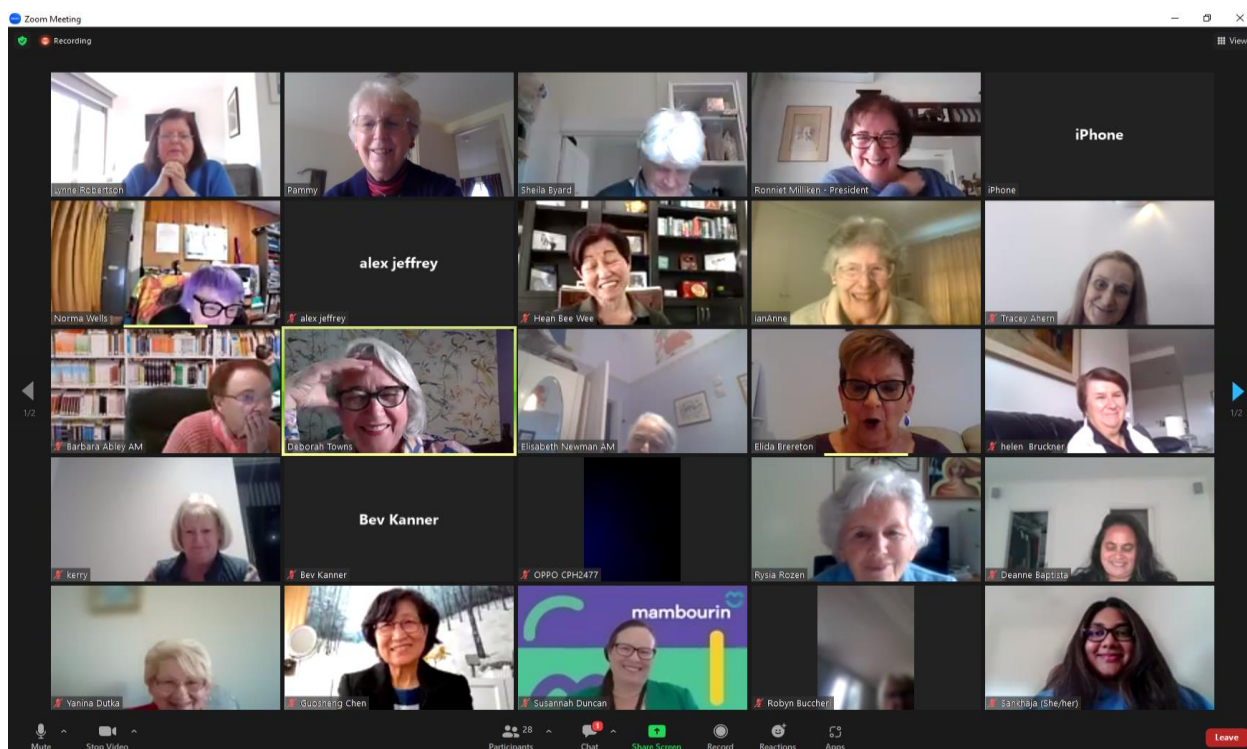 Zoom Meeting
Recording
View
Lynne Robertson
Pammy
Sheila Byard
Ronniet Milliken - President
iPhone
iPhone
Norma Wells
alex jeffrey
alex jeffrey
Hean Bee Wee
ianAnne
Tracey Ahern
Barbara Abley AM
Deborah Towns
Elisabeth Newman AM
Elida Brereton
helen Bruckner
1/2
1/2
kerry
Bev Kanner
Bev Kanner
OPPO CPH2477
Rysia Rozen
Deanne Baptista
mambourin
Yanina Dutka
Guosheng Chen
Susannah Duncan
Robyn Buccheri
Sankhaja (She/her)
28
1
Mute
Stop Video
Participants
Chat
Share Screen
Record
Reactions
Apps
Leave